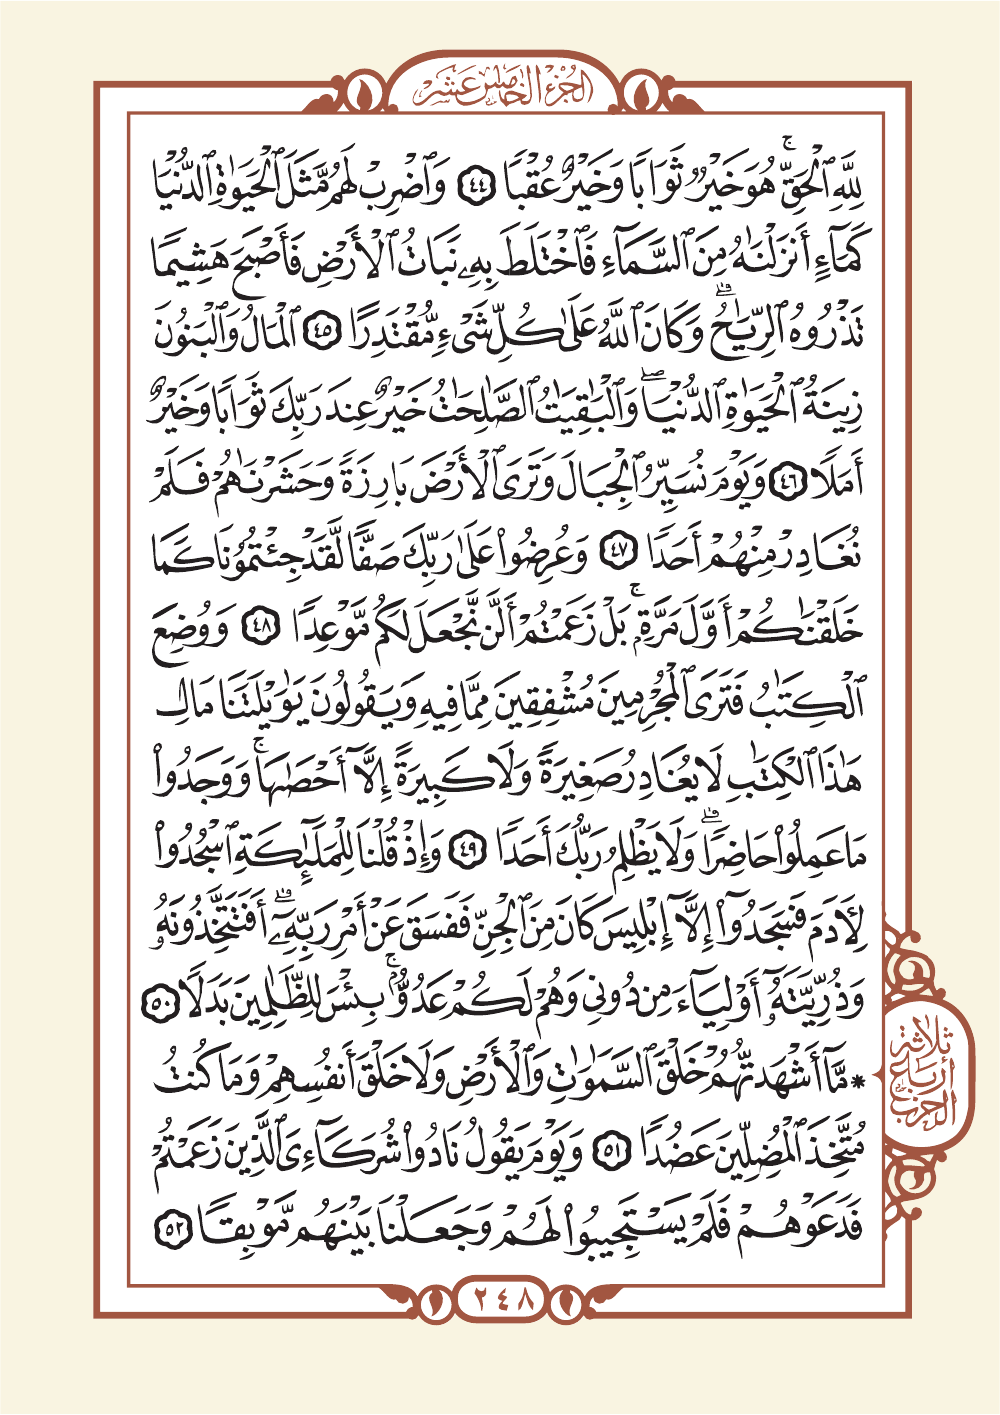 الجزء الخامس عشر
لِلَّهِ ٱلْحَقِّۚ هُوَ خَيْرٌ ثَوَابًا وَخَيْرٌ عُقْبًا ٤٤ وَٱضْرِبْ لَهُم مَّثَلَ ٱلْحَيَوٰةِ ٱلدُّنْيَا
كَمَآءٍ أَنزَلْنَٰهُ مِنَ ٱلسَّمَآءِ فَٱخْتَلَطَ بِهِۦ نَبَاتُ ٱلْأَرْضِ فَأَصْبَحَ هَشِيمًا
تَذْرُوهُ ٱلرِّيَٰحُۗ وَكَانَ ٱللَّهُ عَلَىٰ كُلِّ شَىْءٍ مُّقْتَدِرًا ٤٥ ٱلْمَالُ وَٱلْبَنُونَ
زِينَةُ ٱلْحَيَوٰةِ ٱلدُّنْيَاۖ وَٱلْبَٰقِيَٰتُ ٱلصَّٰلِحَٰتُ خَيْرٌ عِندَ رَبِّكَ ثَوَابًا وَخَيْرٌ
أَمَلًا ٤٦ وَيَوْمَ نُسَيِّرُ ٱلْجِبَالَ وَتَرَى ٱلْأَرْضَ بَارِزَةً وَحَشَرْنَٰهُمْ فَلَمْ
نُغَادِرْ مِنْهُمْ أَحَدًا ٤٧ وَعُرِضُوا۟ عَلَىٰ رَبِّكَ صَفًّا لَّقَدْ جِئْتُمُونَا كَمَا
خَلَقْنَٰكُمْ أَوَّلَ مَرَّةٍۭۚ بَلْ زَعَمْتُمْ أَلَّن نَّجْعَلَ لَكُم مَّوْعِدًا ٤٨ وَوُضِعَ
ٱلْكِتَٰبُ فَتَرَى ٱلْمُجْرِمِينَ مُشْفِقِينَ مِمَّا فِيهِ وَيَقُولُونَ يَٰوَيْلَتَنَا مَالِ
هَٰذَا ٱلْكِتَٰبِ لَا يُغَادِرُ صَغِيرَةً وَلَا كَبِيرَةً إِلَّآ أَحْصَىٰهَاۚ وَوَجَدُوا۟
مَا عَمِلُوا۟ حَاضِرًاۗ وَلَا يَظْلِمُ رَبُّكَ أَحَدًا ٤٩ وَإِذْ قُلْنَا لِلْمَلَٰٓئِكَةِ ٱسْجُدُوا۟
لِءَادَمَ فَسَجَدُوٓا۟ إِلَّآ إِبْلِيسَ كَانَ مِنَ ٱلْجِنِّ فَفَسَقَ عَنْ أَمْرِ رَبِّهِۦٓۗ أَفَتَتَّخِذُونَهُۥ
وَذُرِّيَّتَهُۥٓ أَوْلِيَآءَ مِن دُونِى وَهُمْ لَكُمْ عَدُوٌّۢۚ بِئْسَ لِلظَّٰلِمِينَ بَدَلًا ٥٠
* مَّآ أَشْهَدتُّهُمْ خَلْقَ ٱلسَّمَٰوَٰتِ وَٱلْأَرْضِ وَلَا خَلْقَ أَنفُسِهِمْ وَمَا كُنتُ
مُتَّخِذَ ٱلْمُضِلِّينَ عَضُدًا ٥١ وَيَوْمَ يَقُولُ نَادُوا۟ شُرَكَآءِىَ ٱلَّذِينَ زَعَمْتُمْ
فَدَعَوْهُمْ فَلَمْ يَسْتَجِيبُوا۟ لَهُمْ وَجَعَلْنَا بَيْنَهُم مَّوْبِقًا ٥٢
ثلاثة
أرباع
الحزب
٢٤٨